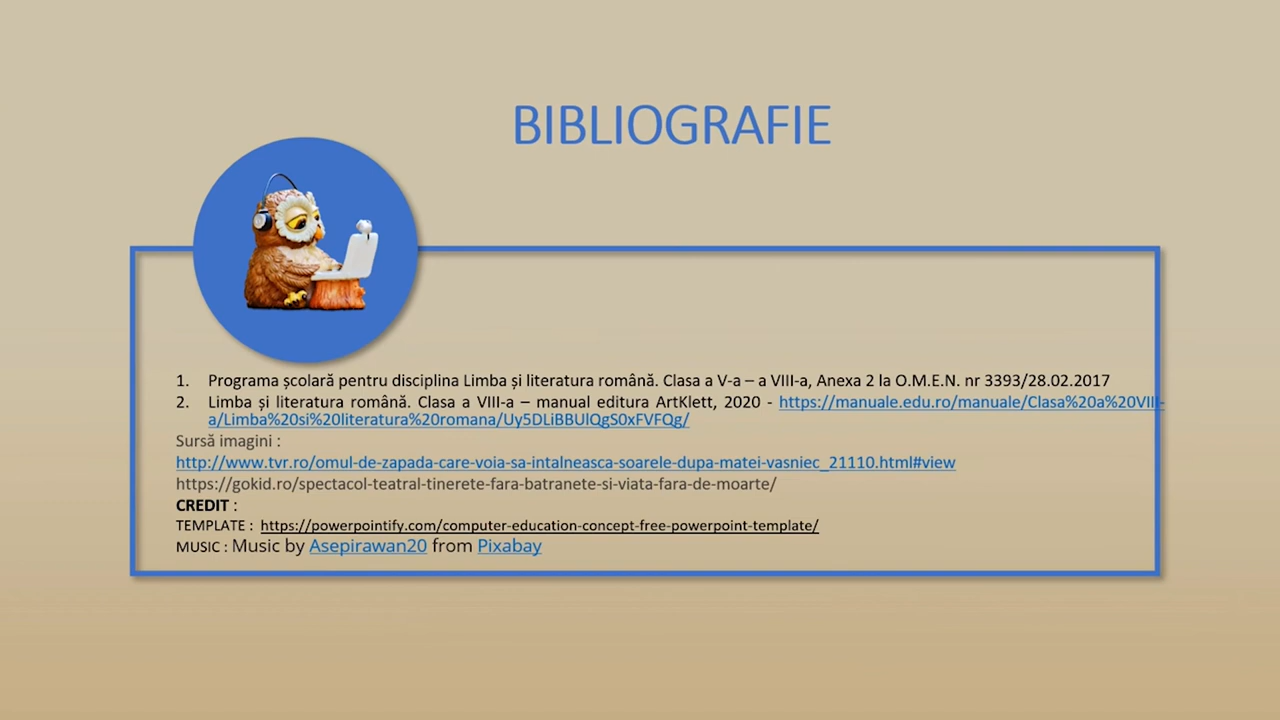 BIBLIOGRAFIE
1. Programa școlară pentru disciplina Limba și literatura română. Clasa a V-a – a VIII-a, Anexa 2 la O.M.E.N. nr 3393/28.02.2017
2. Limba și literatura română. Clasa a VIII-a – manual editura ArtKlett, 2020 - https://manuale.edu.ro/manuale/Clasa%20a%20VIII-
a/Limba%20si%20literatura%20romana/Uy5DLiBBUlQgS0xFVFQg/
Sursă imagini :
http://www.tvr.ro/omul-de-zapada-care-voia-sa-intalneasca-soarele-dupa-matei-vasniec_21110.html#view
https://gokid.ro/spectacol-teatral-tinerete-fara-batranete-si-viata-fara-de-moarte/
CREDIT :
TEMPLATE : https://powerpointify.com/computer-education-concept-free-powerpoint-template/
MUSIC : Music by Asepirawan20 from Pixabay